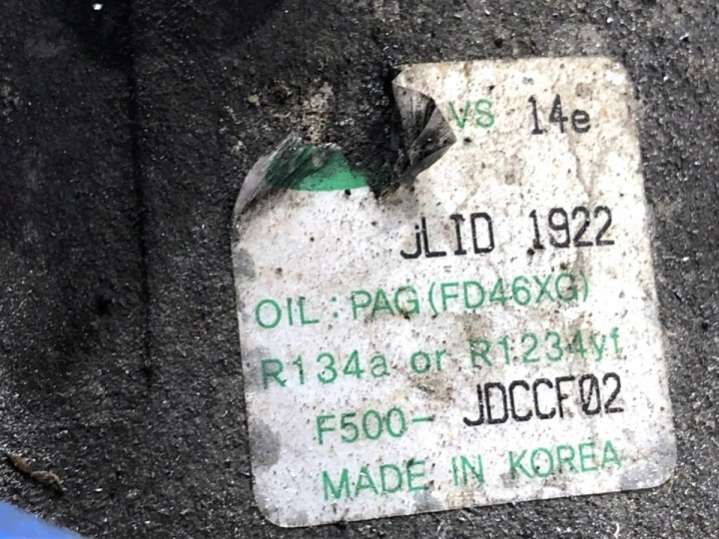 VS 14e
JLID 1922
OIL : PAG (FD46XG)
R134a or R1234yf
F500- JDCCF02
MADE IN KOREA